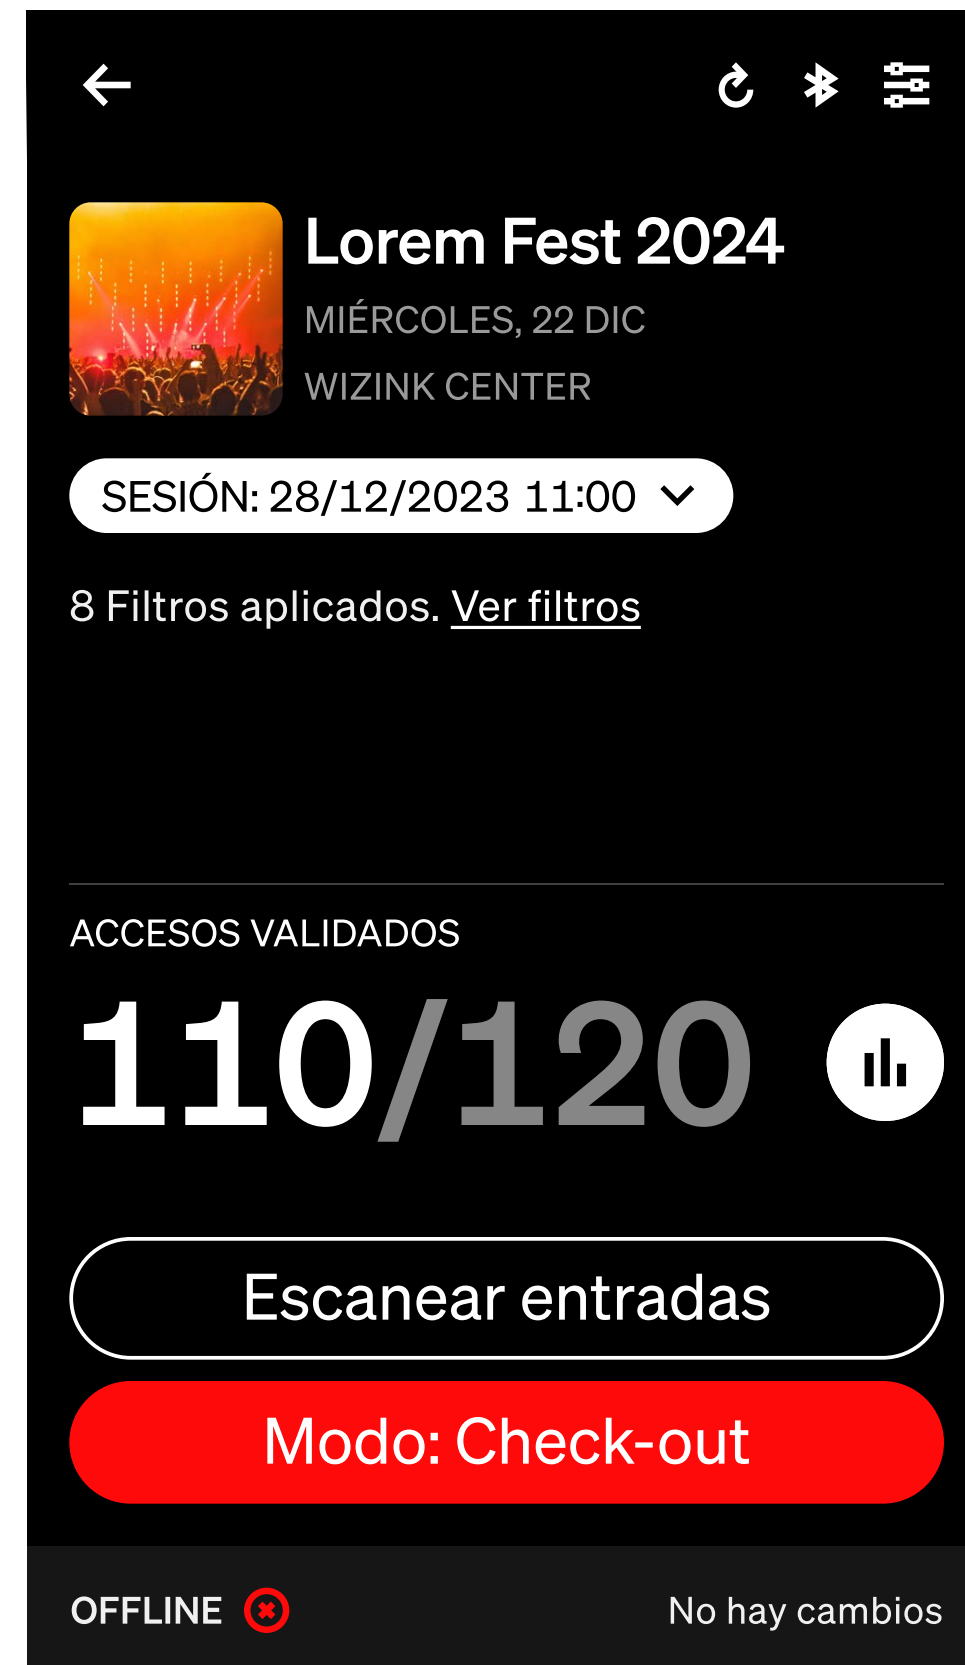 Lorem Fest 2024
MIÉRCOLES, 22 DIC
WIZINK CENTER
SESIÓN: 28/12/2023 11:00
8 Filtros aplicados. Ver filtros
ACCESOS VALIDADOS
110/120
Escanear entradas
Modo: Check-out
OFFLINE No hay cambios